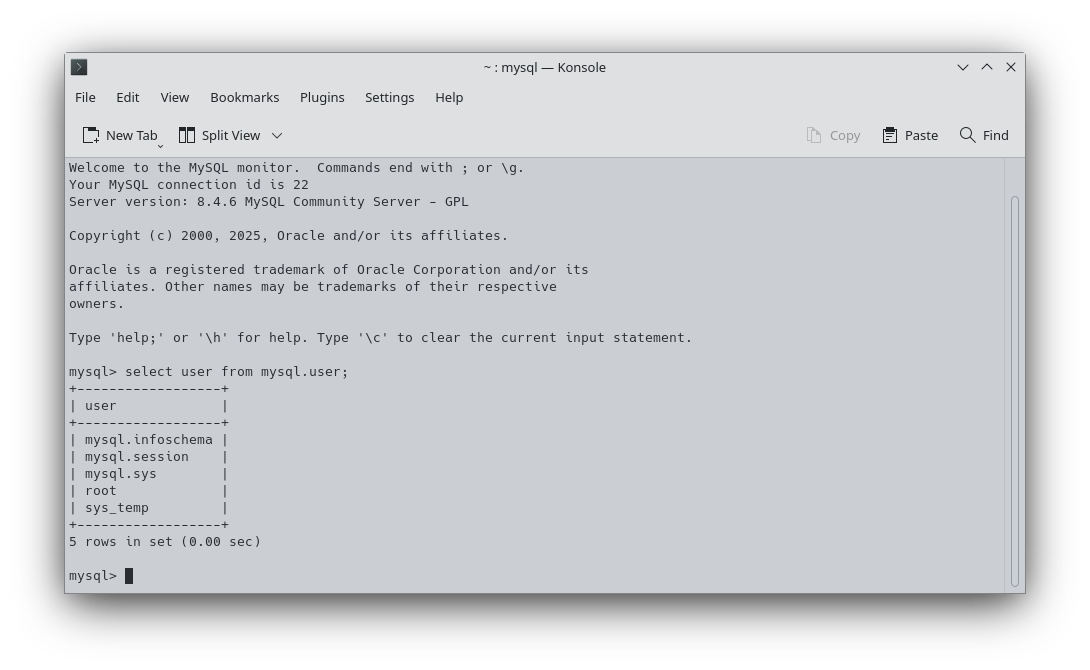 ~ : mysql — Konsole
File Edit View Bookmarks Plugins Settings Help
New Tab Split View Copy Paste Find
Welcome to the MySQL monitor.  Commands end with ; or \g.
Your MySQL connection id is 22
Server version: 8.4.6 MySQL Community Server - GPL
Copyright (c) 2000, 2025, Oracle and/or its affiliates.
Oracle is a registered trademark of Oracle Corporation and/or its
affiliates. Other names may be trademarks of their respective
owners.
Type 'help;' or '\h' for help. Type '\c' to clear the current input statement.
mysql> select user from mysql.user;
+------------------+
| user             |
+------------------+
| mysql.infoschema |
| mysql.session    |
| mysql.sys        |
| root             |
| sys_temp         |
+------------------+
5 rows in set (0.00 sec)
mysql>